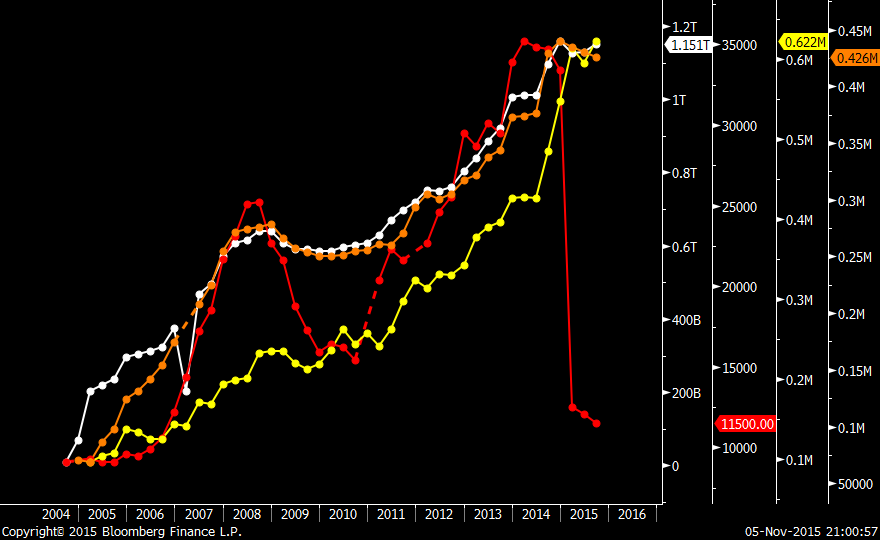 1.2T
1.151T
1T
0.8T
0.6T
400B
200B
0
35000
30000
25000
20000
15000
11500.00
10000
0.622M
0.6M
0.5M
0.4M
0.3M
0.2M
0.1M
0.45M
0.426M
0.4M
0.35M
0.3M
0.25M
0.2M
0.15M
0.1M
50000
2004 2005 2006 2007 2008 2009 2010 2011 2012 2013 2014 2015 2016
Copyright© 2015 Bloomberg Finance L.P. 05-Nov-2015 21:00:57